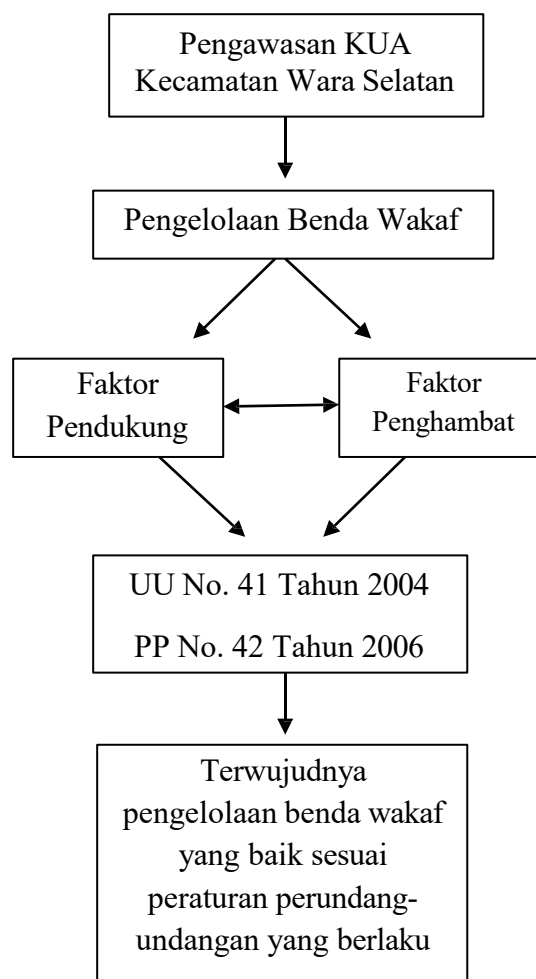 Pengawasan KUA
Kecamatan Wara Selatan
Pengelolaan Benda Wakaf
Faktor
Pendukung
Faktor
Penghambat
UU No. 41 Tahun 2004
PP No. 42 Tahun 2006
Terwujudnya
pengelolaan benda wakaf
yang baik sesuai
peraturan perundang-
undangan yang berlaku